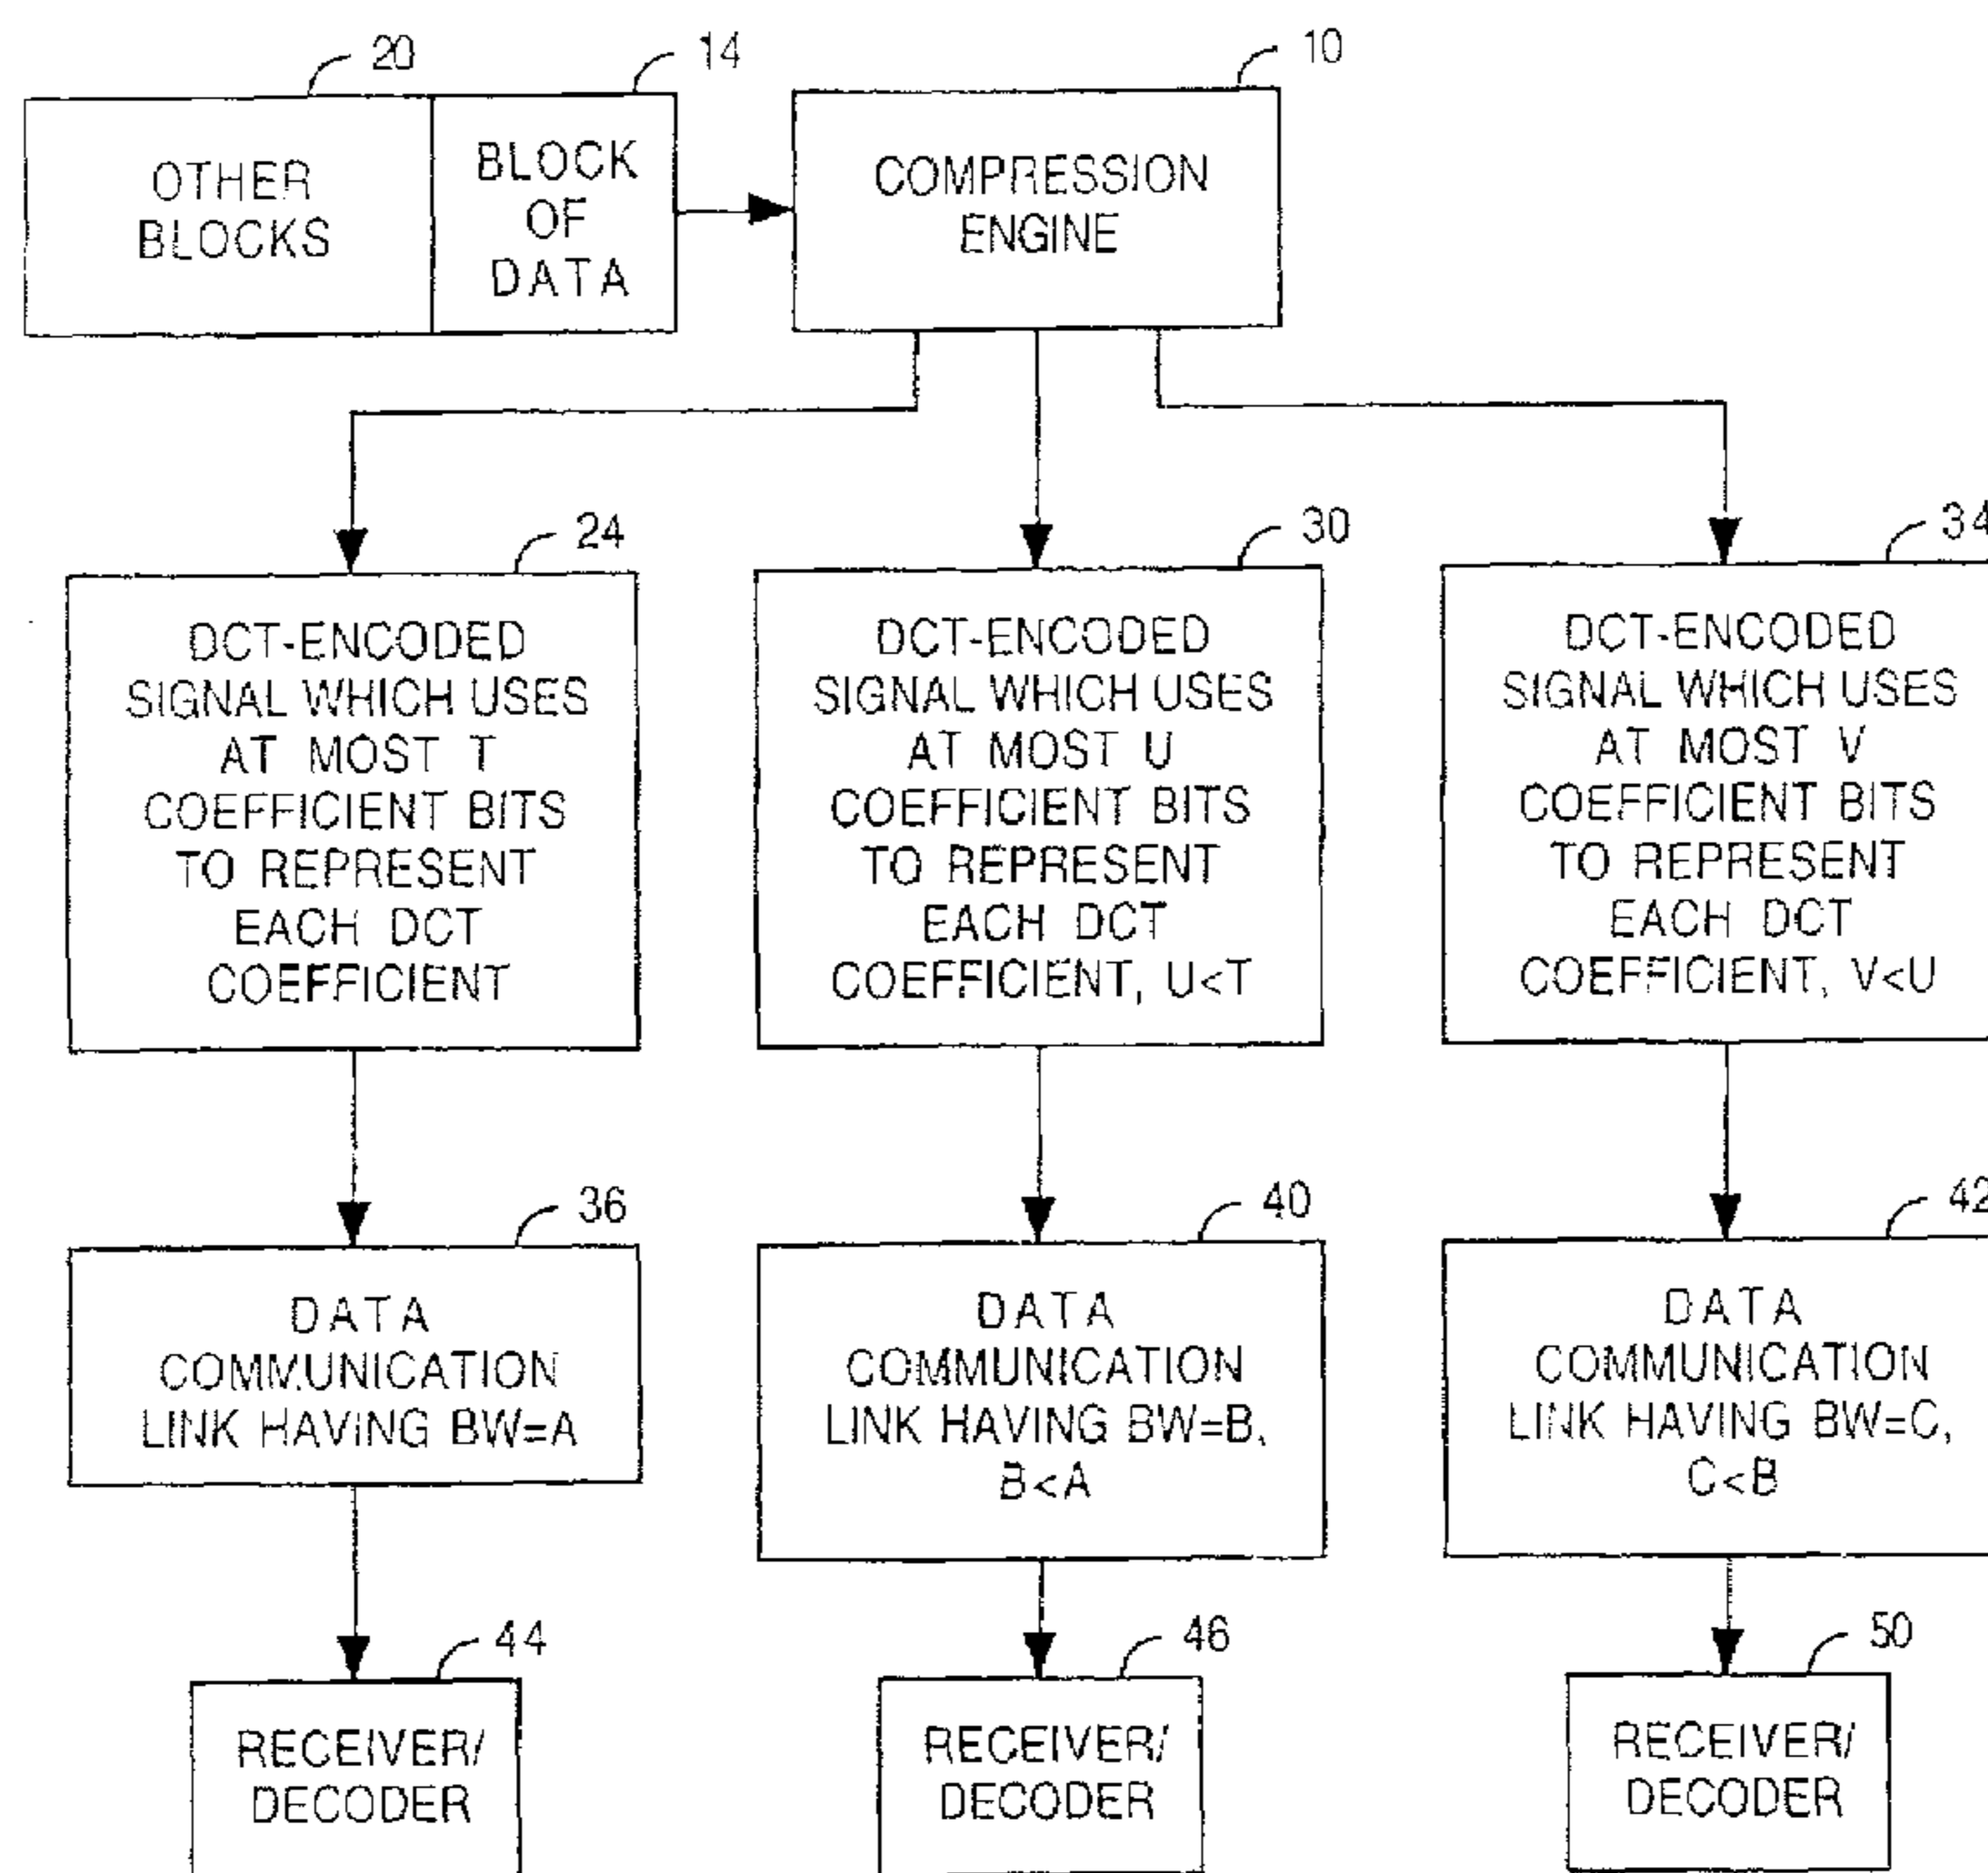 20
14
10
OTHER
BLOCKS
BLOCK
OF
DATA
COMPRESSION
ENGINE
24
30
34
DCT-ENCODED
SIGNAL WHICH USES
AT MOST T
COEFFICIENT BITS
TO REPRESENT
EACH DCT
COEFFICIENT
DCT-ENCODED
SIGNAL WHICH USES
AT MOST U
COEFFICIENT BITS
TO REPRESENT
EACH DCT
COEFFICIENT, U<T
DCT-ENCODED
SIGNAL WHICH USES
AT MOST V
COEFFICIENT BITS
TO REPRESENT
EACH DCT
COEFFICIENT, V<U
36
40
42
DATA
COMMUNICATION
LINK HAVING BW=A
DATA
COMMUNICATION
LINK HAVING BW=B,
B<A
DATA
COMMUNICATION
LINK HAVING BW=C,
C<B
44
46
50
RECEIVER/
DECODER
RECEIVER/
DECODER
RECEIVER/
DECODER